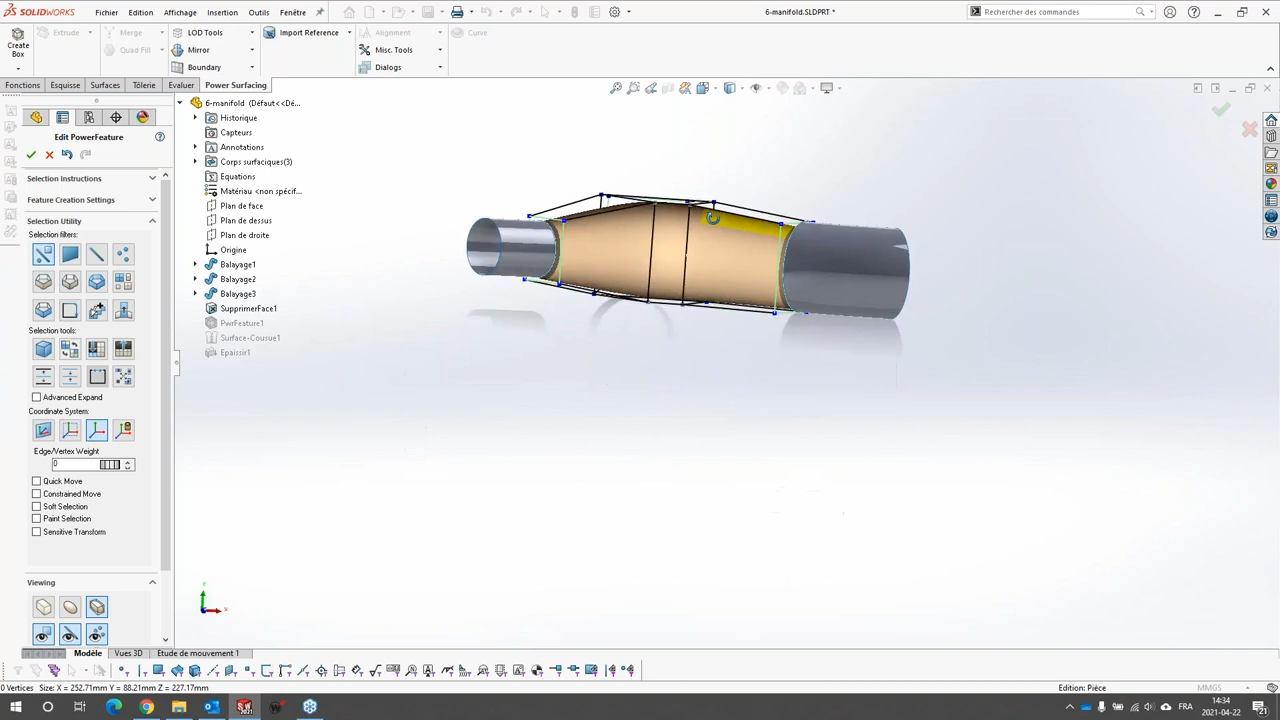 SOLIDWORKS
Fichier
Edition
Affichage
Insertion
Outils
Fenêtre
6-manifold.SLDPRT *
Rechercher des commandes
Create Box
Extrude
Merge
Quad Fill
LOD Tools
Mirror
Boundary
Import Reference
Alignment
Misc. Tools
Dialogs
Curve
Fonctions
Esquisse
Surfaces
Tôlerie
Evaluer
Power Surfacing
Edit PowerFeature
Selection Instructions
Feature Creation Settings
Selection Utility
Selection filters:
Selection tools:
Advanced Expand
Coordinate System:
Edge/Vertex Weight
0
Quick Move
Constrained Move
Soft Selection
Paint Selection
Sensitive Transform
Viewing
6-manifold (Défaut<<Dé...
Historique
Capteurs
Annotations
Corps surfaciques(3)
Equations
Matériau <non spécif...
Plan de face
Plan de dessus
Plan de droite
Origine
Balayage1
Balayage2
Balayage3
SupprimerFace1
PwrFeature1
Surface-Cousue1
Epaissir1
x
Modèle
Vues 3D
Etude de mouvement 1
0 Vertices Size: X = 252.71mm Y = 88.21mm Z = 227.17mm
Edition: Pièce
MMGS
FRA
14:34
2021-04-22